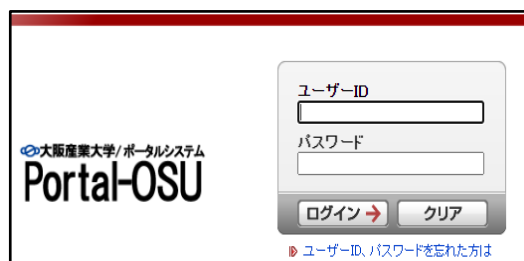 ユーザーID
パスワード
大阪産業大学/ポータルシステム
Portal-OSU
ログイン クリア
ユーザーID、パスワードを忘れた方は